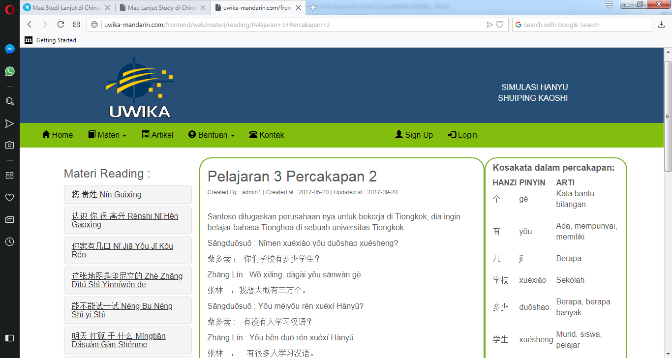 Mau Studi Lanjut di China
Mau Lanjut Study di Chin
uwika-mandarin.com/fron
uwika-mandarin.com/frontend/web/materi/reading/Pelajaran+3+Percakapan+2
Search with Google Search
Getting Started
UWIKA
SIMULASI HANYU
SHUIPING KAOSHI
Home
Materi
Artikel
Bantuan
Kontak
Sign Up
Login
Materi Reading :
您 贵姓 Nín Guìxìng
认识 你 很 高兴 Rènshi Nǐ Hěn
Gāoxìng
你家有几口 Nǐ Jiā Yǒu Jǐ Kǒu
Rén
这张地图是印尼文的 Zhè Zhāng
Dìtú Shì Yìnníwén de
能不能试一试 Néng Bu Néng
Shì yi Shì
明天 打算 干 什么 Míngtiān
Dǎsuàn Gàn Shénme
Pelajaran 3 Percakapan 2
Created By : admin1 | Created at : 2017-05-20 | Updated at : 2017-09-20
Santoso ditugaskan perusahaan nya untuk bekerja di Tiongkok, dia ingin
belajar bahasa Tionghoa di sebuah universitas Tiongkok
Sāngduōsuō : Nǐmen xuéxiào yǒu duōshao xuésheng?
桑多索 : 你们学校有多少学生?
Zhāng Lín : Wǒ xiǎng, dàgài yǒu sānwàn gè.
张林 : 我想大概有三万个。
Sāngduōsuō : Yǒu méiyǒu rén xuéxí Hànyǔ?
桑多索 : 有没有人学习汉语?
Zhāng Lín : Yǒu hěn duō rén xuéxí Hànyǔ.
张林 : 有很多人学习汉语。
Kosakata dalam percakapan:
HANZI PINYIN ARTI
个 gè Kata bantu bilangan
有 yǒu Ada, mempunyai, memiliki
几 jǐ Berapa
学校 xuéxiào Sekolah
多少 duōshao Berapa, berapa banyak
学生 xuésheng Murid, siswa, pelajar